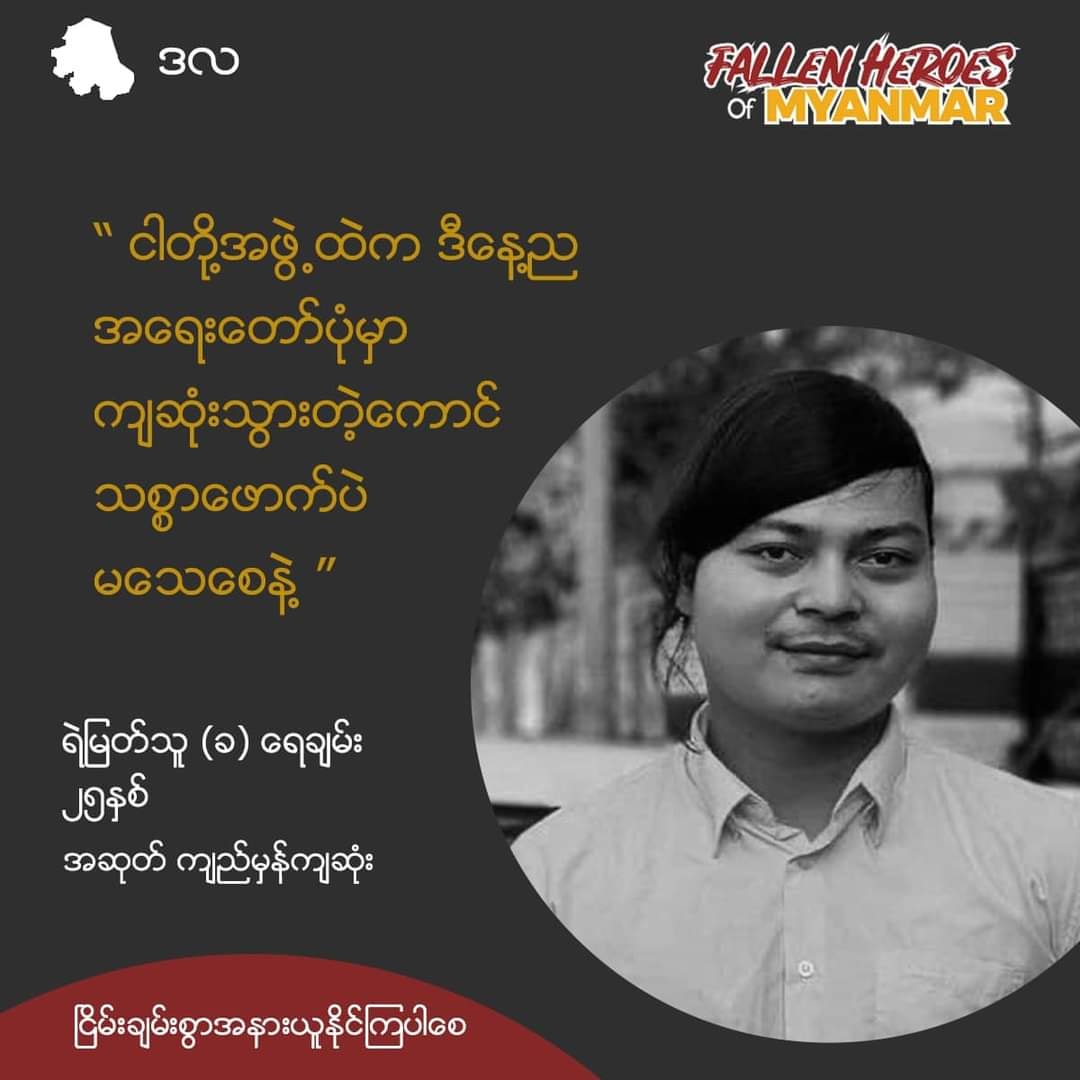 ဒလ
FALLEN HEROES
Of MYANMAR
“ ငါတို့အဖွဲ့ထဲက ဒီနေ့ည
အရေးတော်ပုံမှာ
ကျဆုံးသွားတဲ့ကောင်
သစ္စာဖောက်ပဲ
မသေစေနဲ့ ”
ရဲမြတ်သူ (ခ) ရေချမ်း
၂၅နှစ်
အဆုတ် ကျည်မှန်ကျဆုံး
ငြိမ်းချမ်းစွာအနားယူနိုင်ကြပါစေ